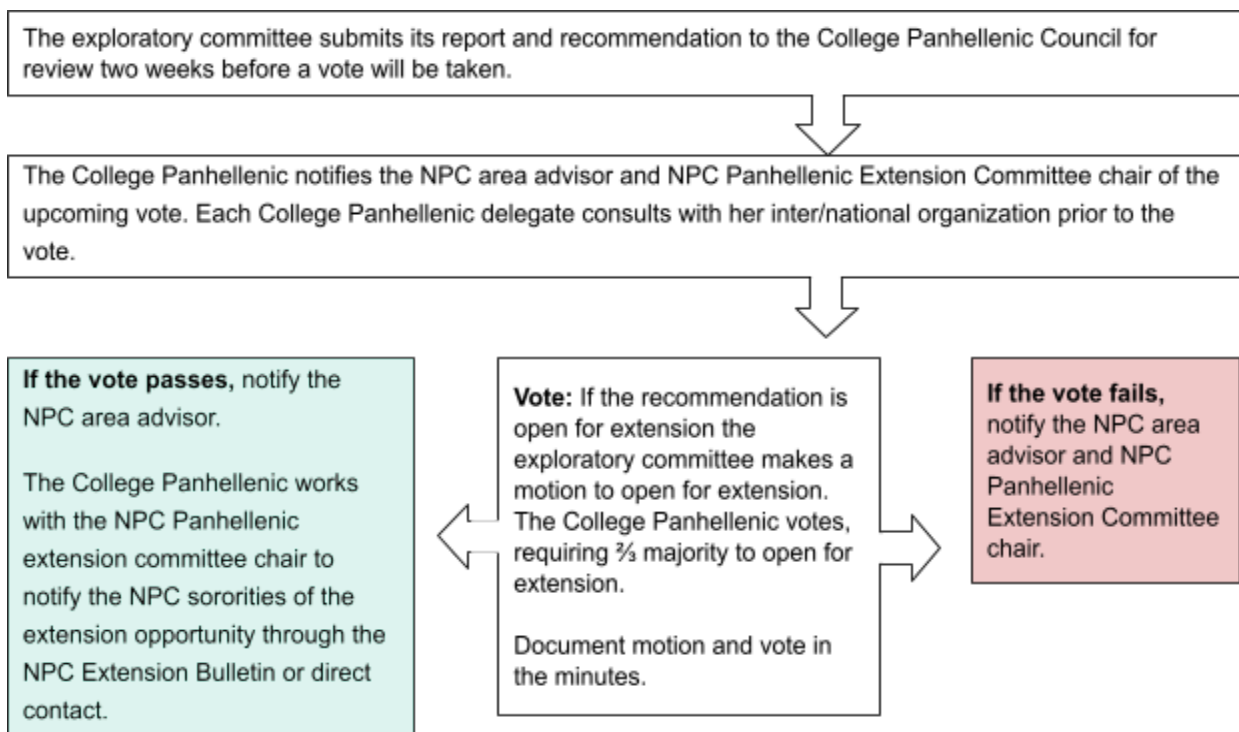 The exploratory committee submits its report and recommendation to the College Panhellenic Council for
review two weeks before a vote will be taken.
The College Panhellenic notifies the NPC area advisor and NPC Panhellenic Extension Committee chair of the
upcoming vote. Each College Panhellenic delegate consults with her inter/national organization prior to the
vote.
If the vote passes, notify the
NPC area advisor.
The College Panhellenic works
with the NPC Panhellenic
extension committee chair to
notify the NPC sororities of the
extension opportunity through the
NPC Extension Bulletin or direct
contact.
Vote: If the recommendation is
open for extension the
exploratory committee makes a
motion to open for extension.
The College Panhellenic votes,
requiring ⅔ majority to open for
extension.
Document motion and vote in
the minutes.
If the vote fails,
notify the NPC area
advisor and NPC
Panhellenic
Extension Committee
chair.